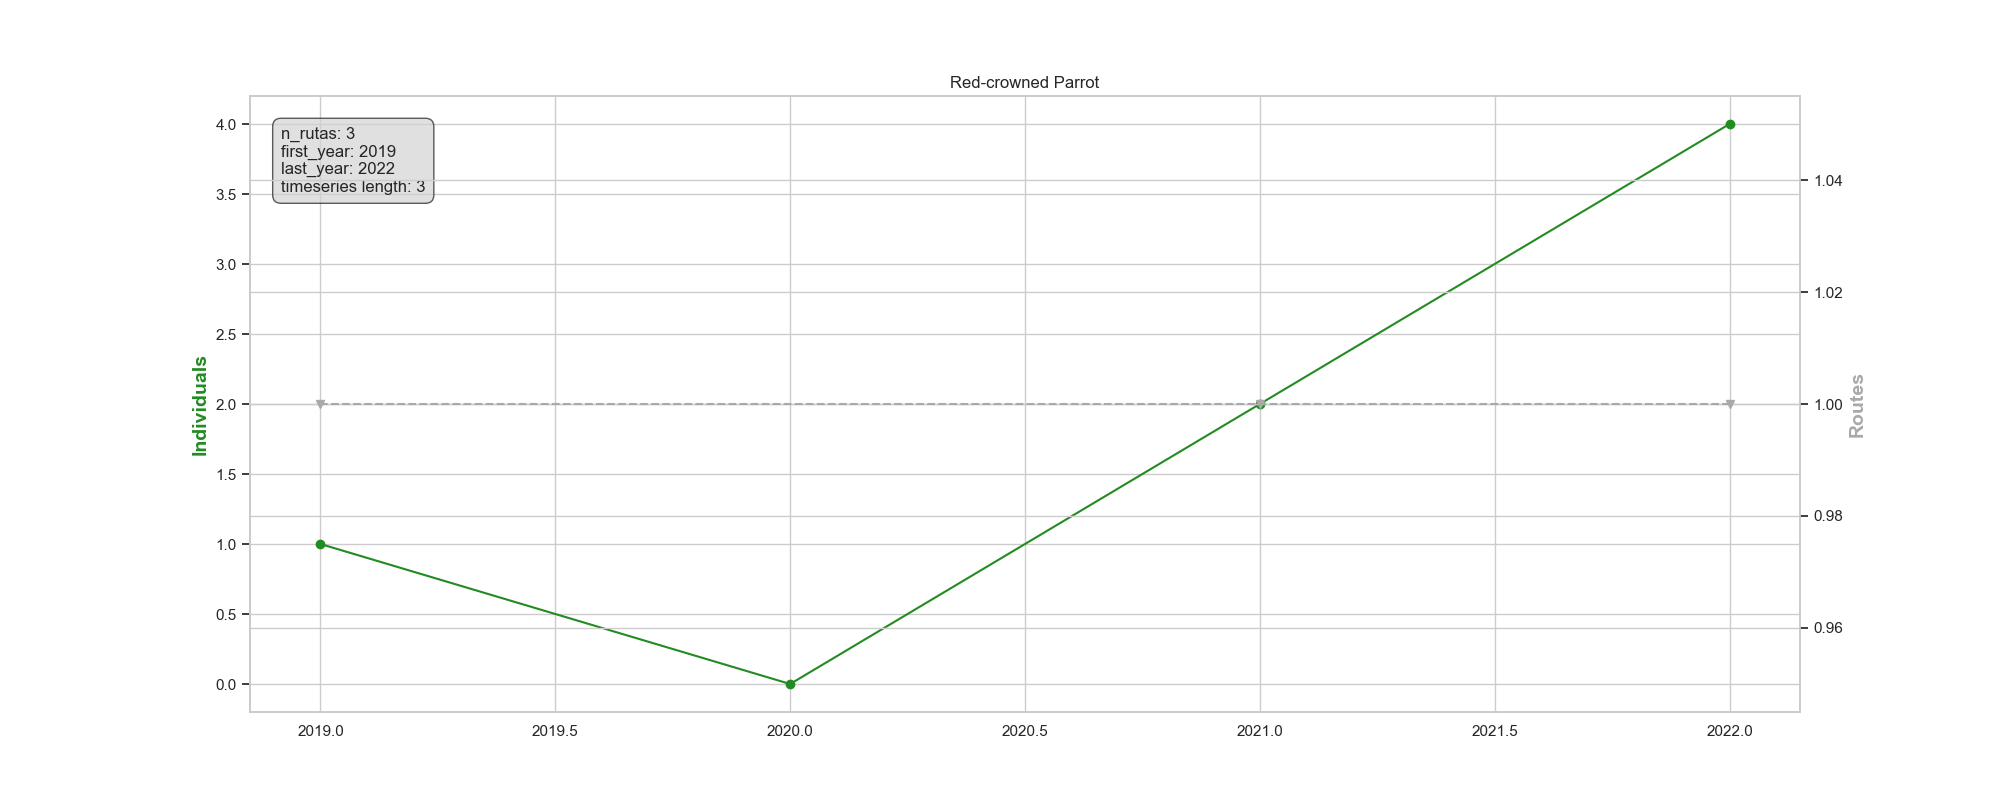 Red-crowned Parrot
n_rutas: 3
first_year: 2019
last_year: 2022
timeseries length: 3
Individuals
4.0
3.5
3.0
2.5
2.0
1.5
1.0
0.5
0.0
1.04
1.02
1.00
0.98
0.96
Routes
2019.0 2019.5 2020.0 2020.5 2021.0 2021.5 2022.0